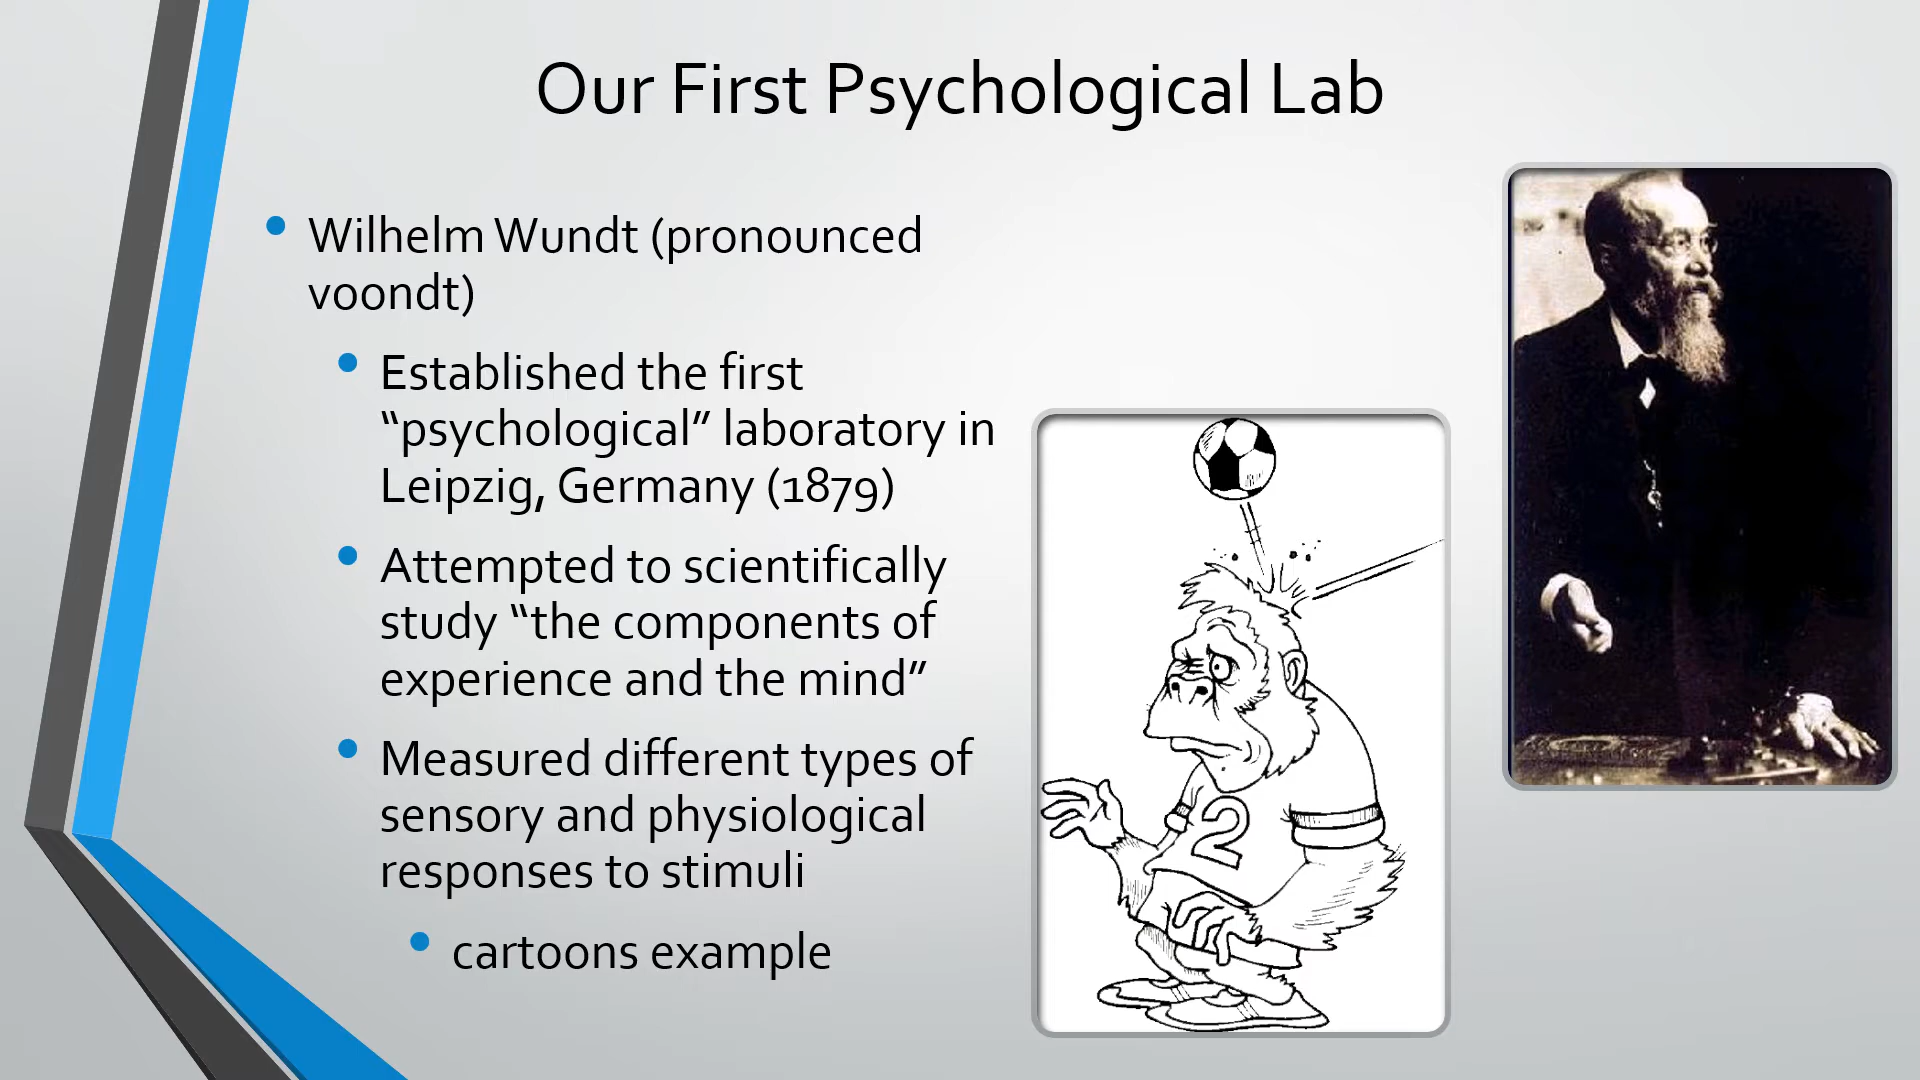 Our First Psychological Lab
Wilhelm Wundt (pronounced
voondt)
Established the first
“psychological” laboratory in
Leipzig, Germany (1879)
Attempted to scientifically
study “the components of
experience and the mind”
Measured different types of
sensory and physiological
responses to stimuli
cartoons example
2